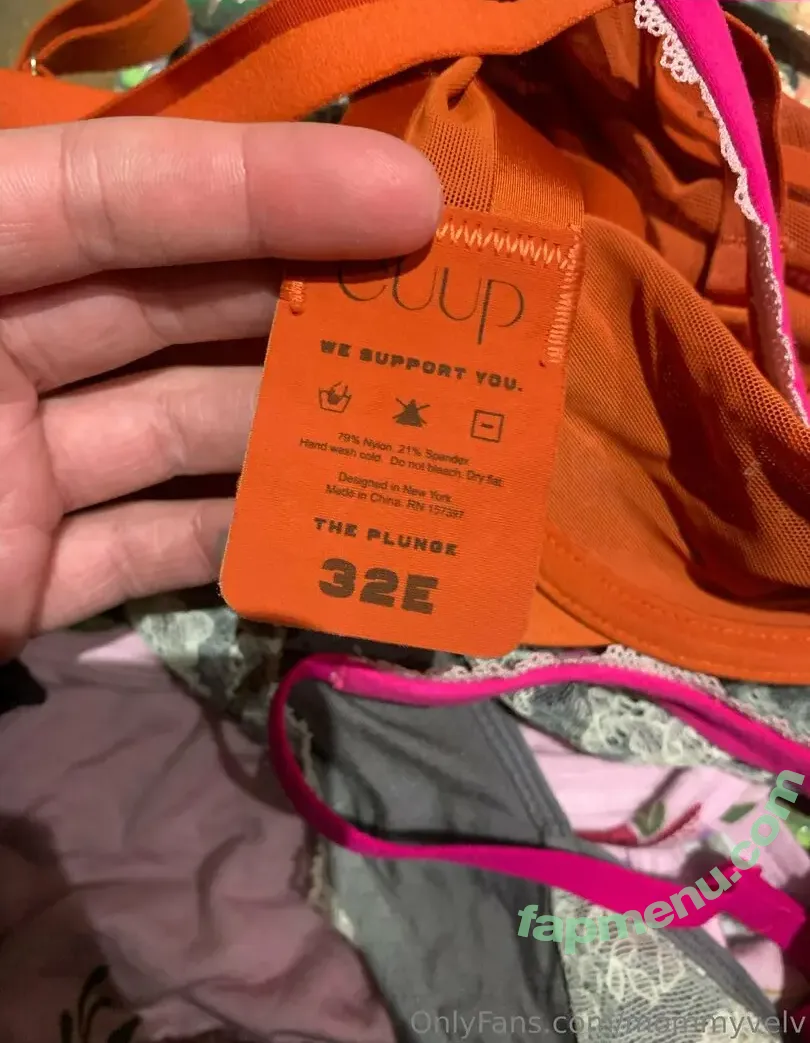 CUUP
WE SUPPORT YOU.
79% Nylon. 21% Spandex
Hand wash cold. Do not bleach. Dry flat.
Designed in New York
Made in China. RN 157397
THE PLUNGE
32E
fapmenu.com
OnlyFans.com/mommyvelv